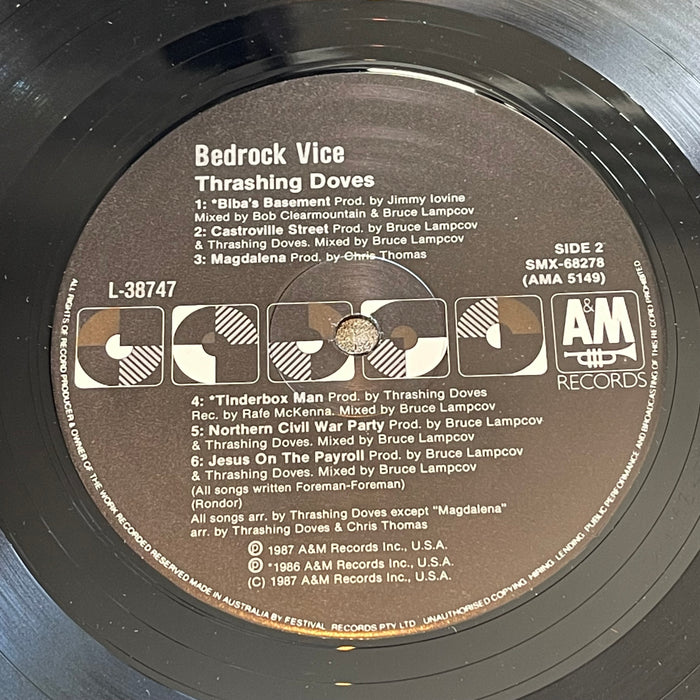 Bedrock Vice
Thrashing Doves
1: *Biba's Basement Prod. by Jimmy Iovine
Mixed by Bob Clearmountain & Bruce Lampcov
2: Castroville Street Prod. by Bruce Lampcov
& Thrashing Doves. Mixed by Bruce Lampcov
3: Magdalena Prod. by Chris Thomas
SIDE 2
SMX-68278
(AMA 5149)
L-38747
A&M
RECORDS
4: *Tinderbox Man Prod. by Thrashing Doves
Rec. by Rafe McKenna. Mixed by Bruce Lampcov
5: Northern Civil War Party Prod. by Bruce Lampcov
& Thrashing Doves. Mixed by Bruce Lampcov
6: Jesus On The Payroll Prod. by Bruce Lampcov
& Thrashing Doves. Mixed by Bruce Lampcov
(All songs written Foreman-Foreman)
(Rondor)
All songs arr. by Thrashing Doves except "Magdalena"
arr. by Thrashing Doves & Chris Thomas
Ⓟ 1987 A&M Records Inc., U.S.A.
Ⓟ *1986 A&M Records Inc., U.S.A.
(C) 1987 A&M Records Inc., U.S.A.
ALL RIGHTS OF RECORD PRODUCER & OWNER OF THE WORK RECORDED RESERVED MADE IN AUSTRALIA BY FESTIVAL RECORDS PTY LTD UNAUTHORISED COPYING, HIRING, LENDING, PUBLIC PERFORMANCE AND BROADCASTING OF THIS RECORD PROHIBITED